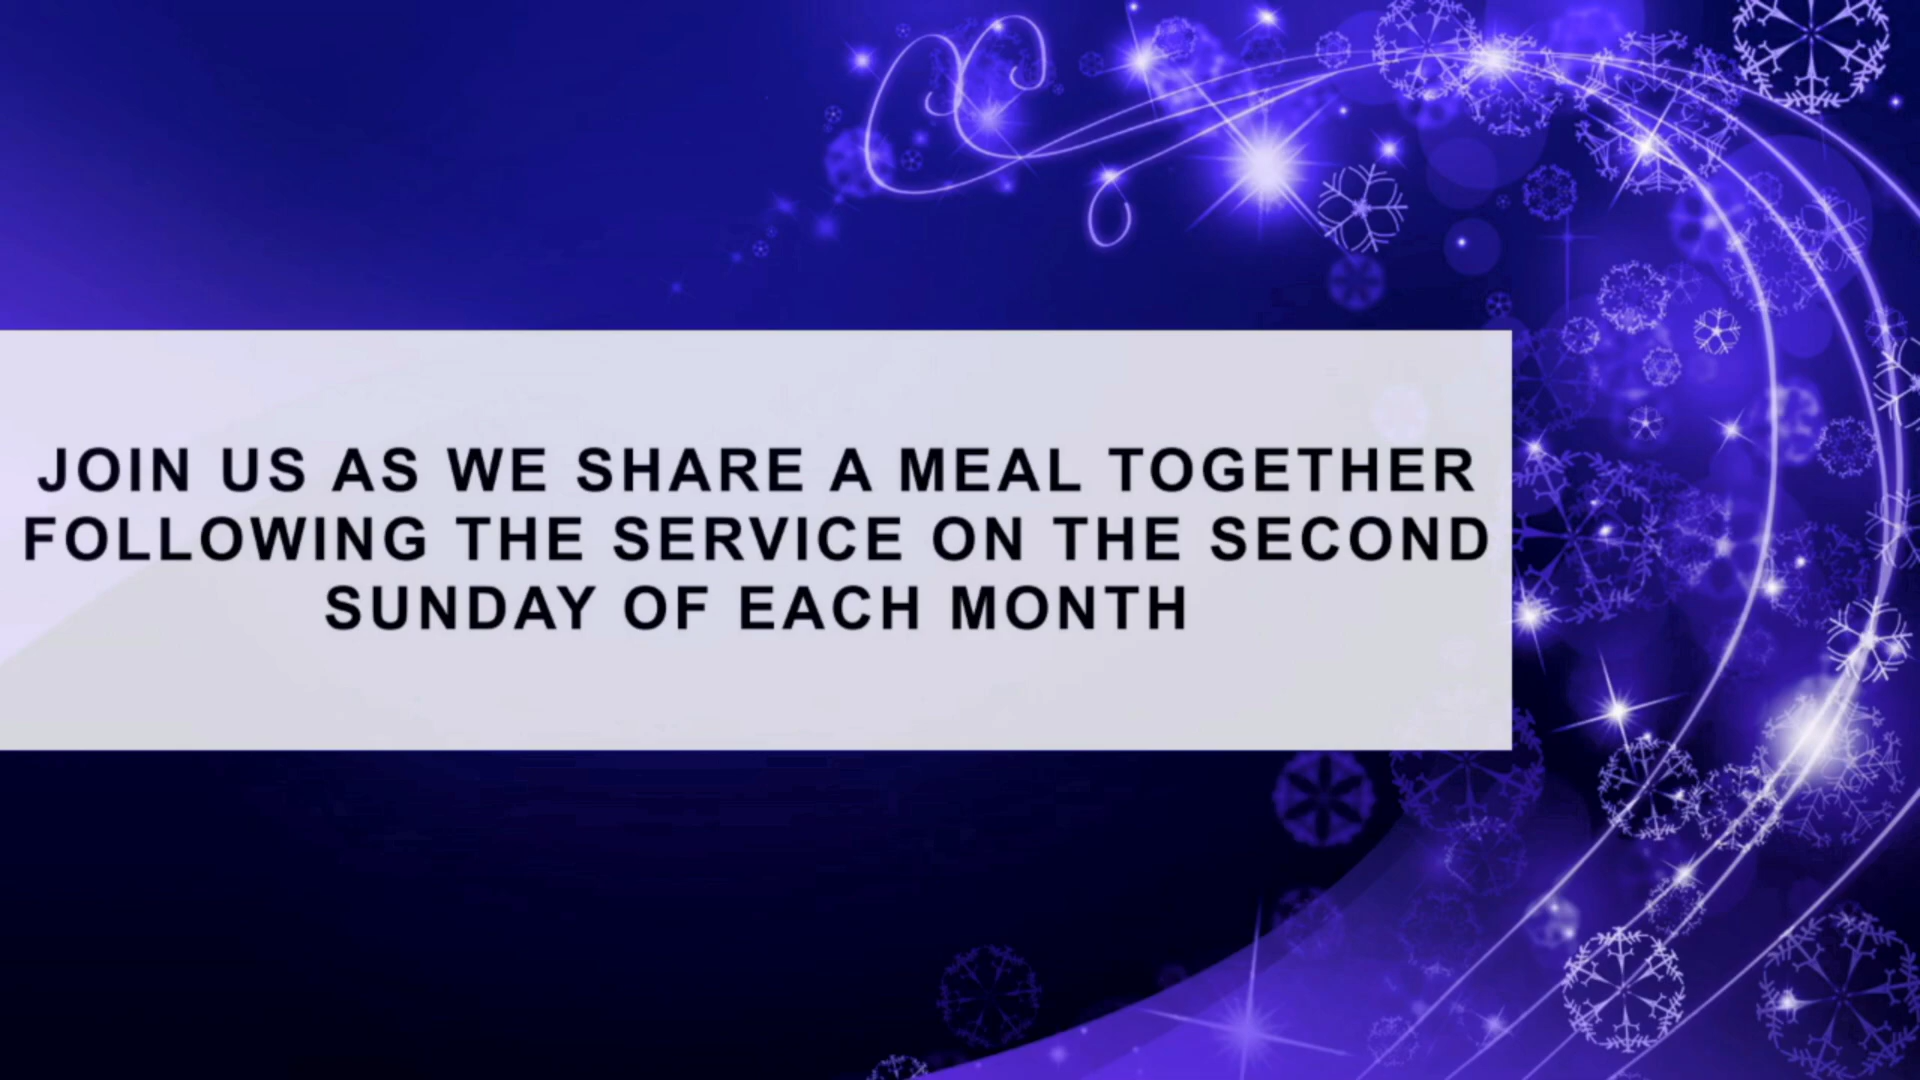 JOIN US AS WE SHARE A MEAL TOGETHER
FOLLOWING THE SERVICE ON THE SECOND
SUNDAY OF EACH MONTH